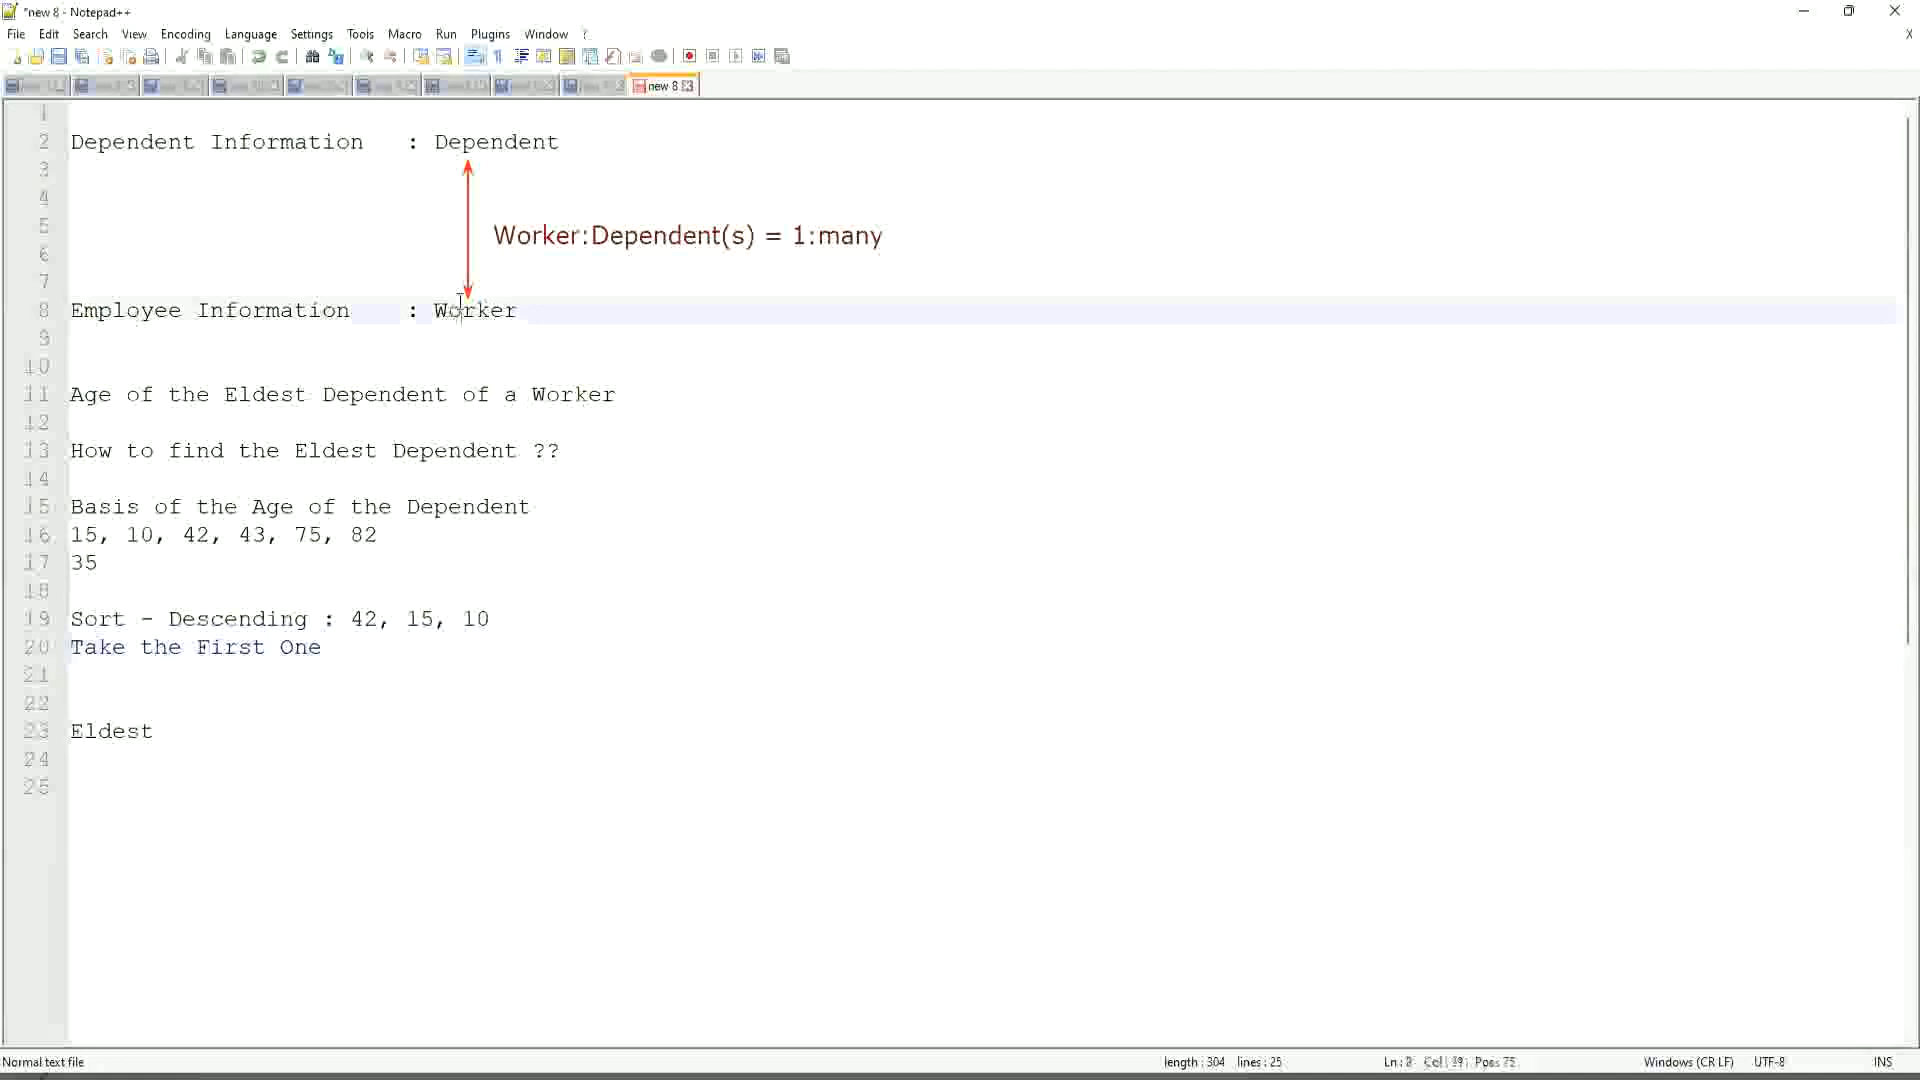 *new 8 - Notepad++
File Edit Search View Encoding Language Settings Tools Macro Run Plugins Window ?
X
new 8
1
2 Dependent Information : Dependent
3
4
5 Worker:Dependent(s) = 1:many
6
7
8 Employee Information : Worker
9
10
11 Age of the Eldest Dependent of a Worker
12
13 How to find the Eldest Dependent ??
14
15 Basis of the Age of the Dependent
16 15, 10, 42, 43, 75, 82
17 35
18
19 Sort - Descending : 42, 15, 10
20 Take the First One
21
22
23 Eldest
24
25
Normal text file length : 304 lines : 25 Ln : Col : Pos : 75 Windows (CR LF) UTF-8 INS